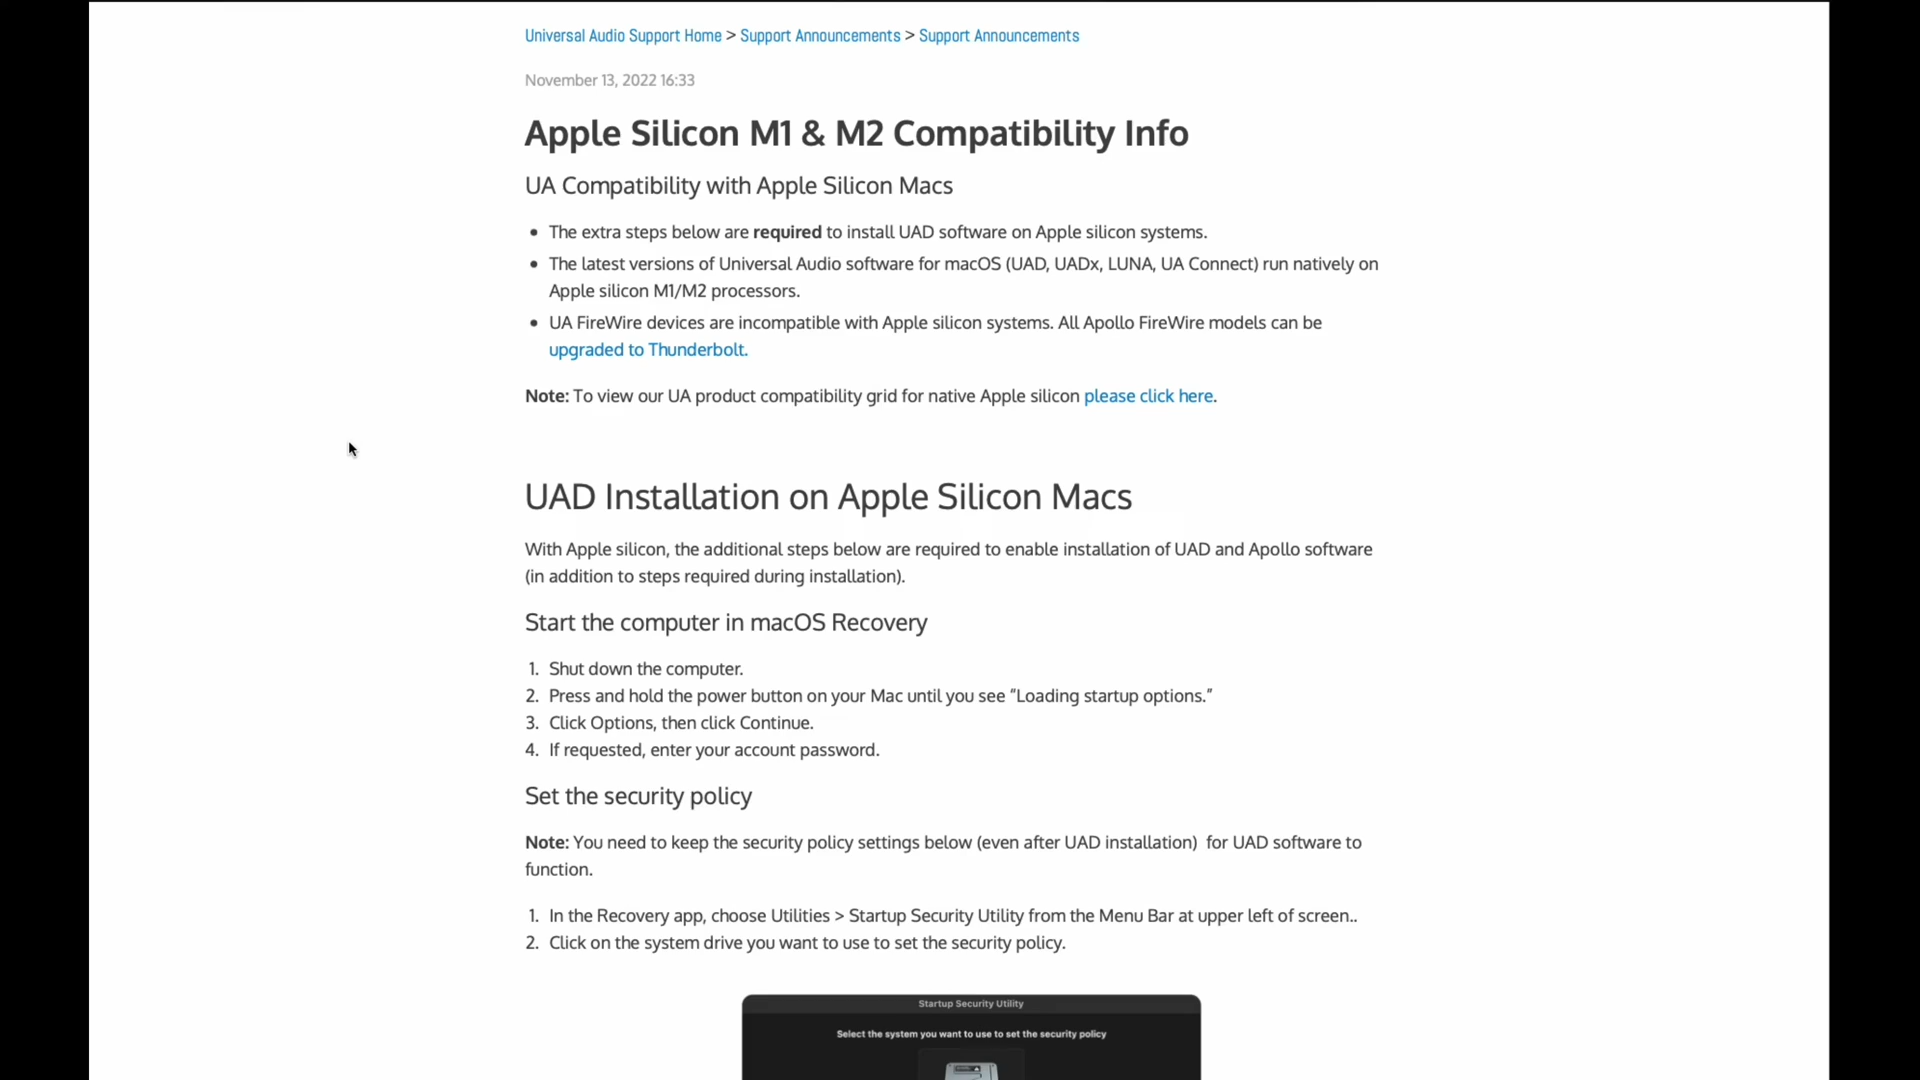 Universal Audio Support Home > Support Announcements > Support Announcements
November 13, 2022 16:33
Apple Silicon M1 & M2 Compatibility Info
UA Compatibility with Apple Silicon Macs
• The extra steps below are required to install UAD software on Apple silicon systems.
• The latest versions of Universal Audio software for macOS (UAD, UADx, LUNA, UA Connect) run natively on
Apple silicon M1/M2 processors.
• UA FireWire devices are incompatible with Apple silicon systems. All Apollo FireWire models can be
upgraded to Thunderbolt.
Note: To view our UA product compatibility grid for native Apple silicon please click here.
UAD Installation on Apple Silicon Macs
With Apple silicon, the additional steps below are required to enable installation of UAD and Apollo software
(in addition to steps required during installation).
Start the computer in macOS Recovery
1. Shut down the computer.
2. Press and hold the power button on your Mac until you see “Loading startup options.”
3. Click Options, then click Continue.
4. If requested, enter your account password.
Set the security policy
Note: You need to keep the security policy settings below (even after UAD installation)  for UAD software to
function.
1. In the Recovery app, choose Utilities > Startup Security Utility from the Menu Bar at upper left of screen..
2. Click on the system drive you want to use to set the security policy.
Startup Security Utility
Select the system you want to use to set the security policy